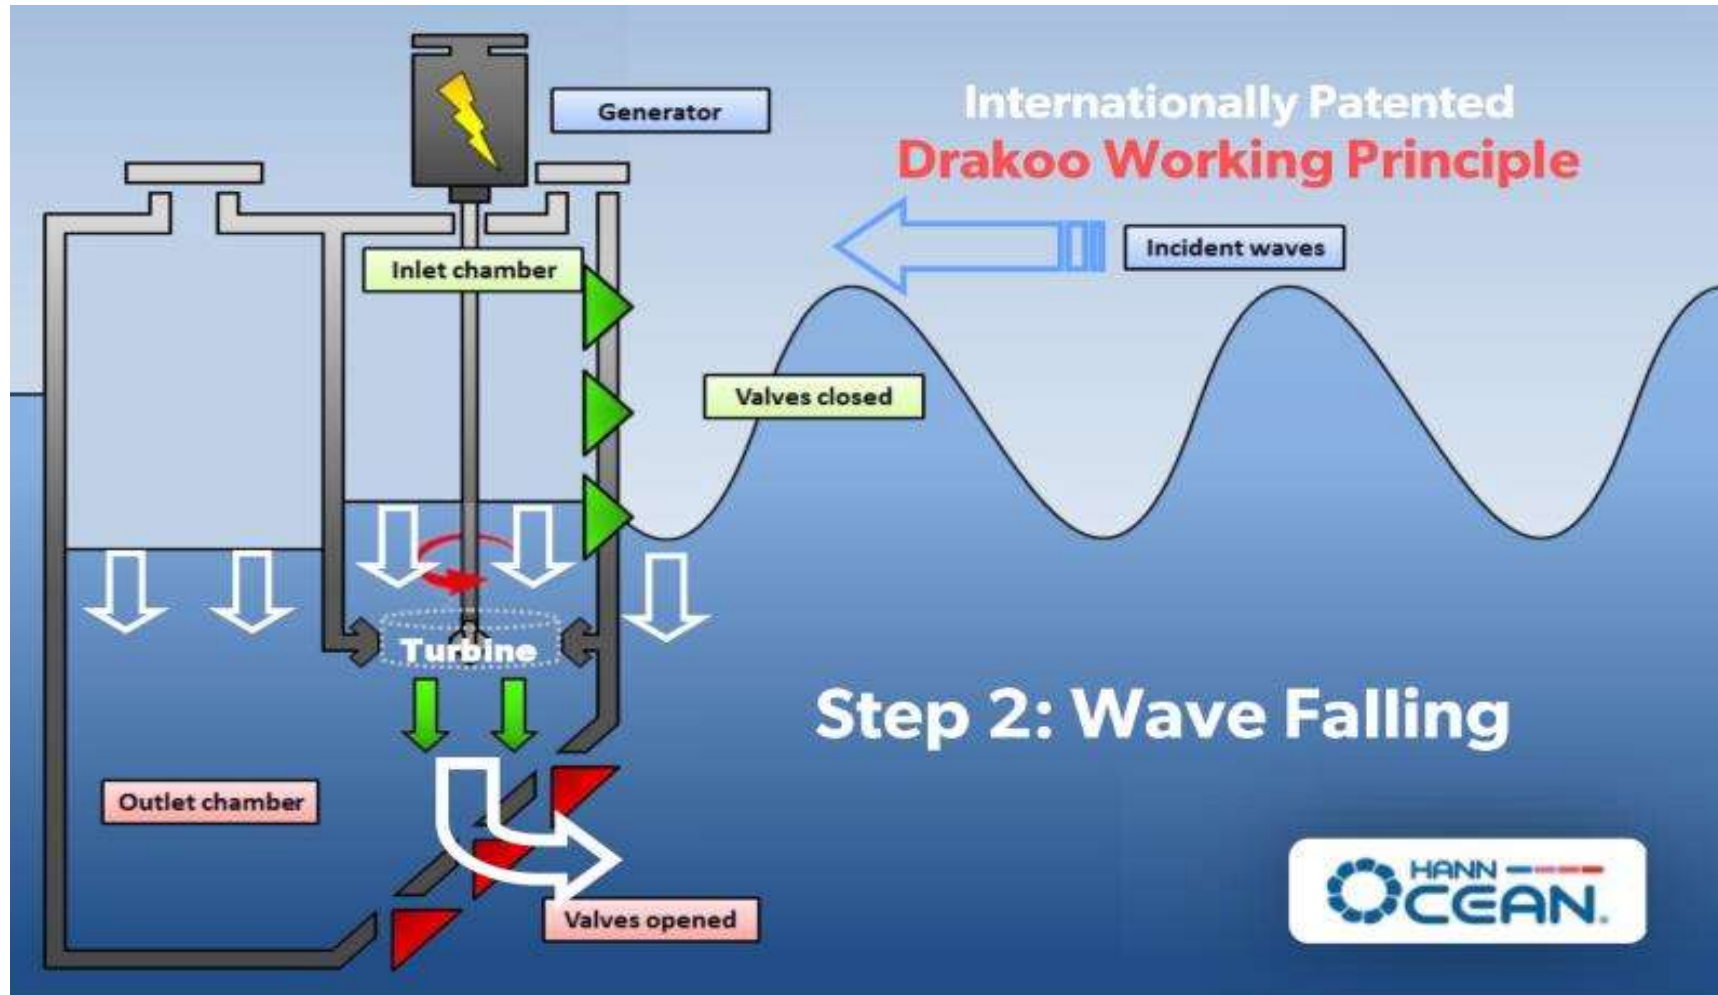 Generator
Internationally Patented
Drakoo Working Principle
Incident waves
Inlet chamber
Valves closed
Turbine
Step 2: Wave Falling
Outlet chamber
Valves opened
HANN
OCEAN.